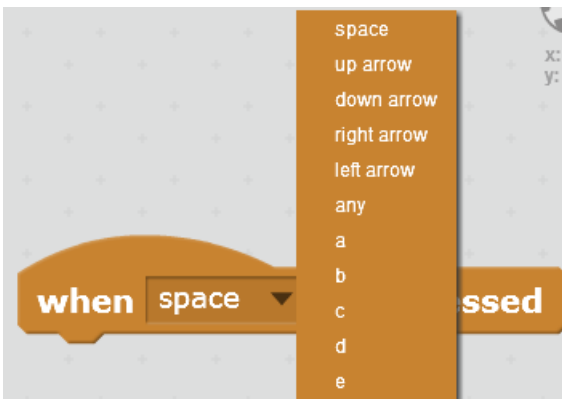 space
up arrow
down arrow
right arrow
left arrow
any
a
b
c
d
e
when space ssed
x:
y: